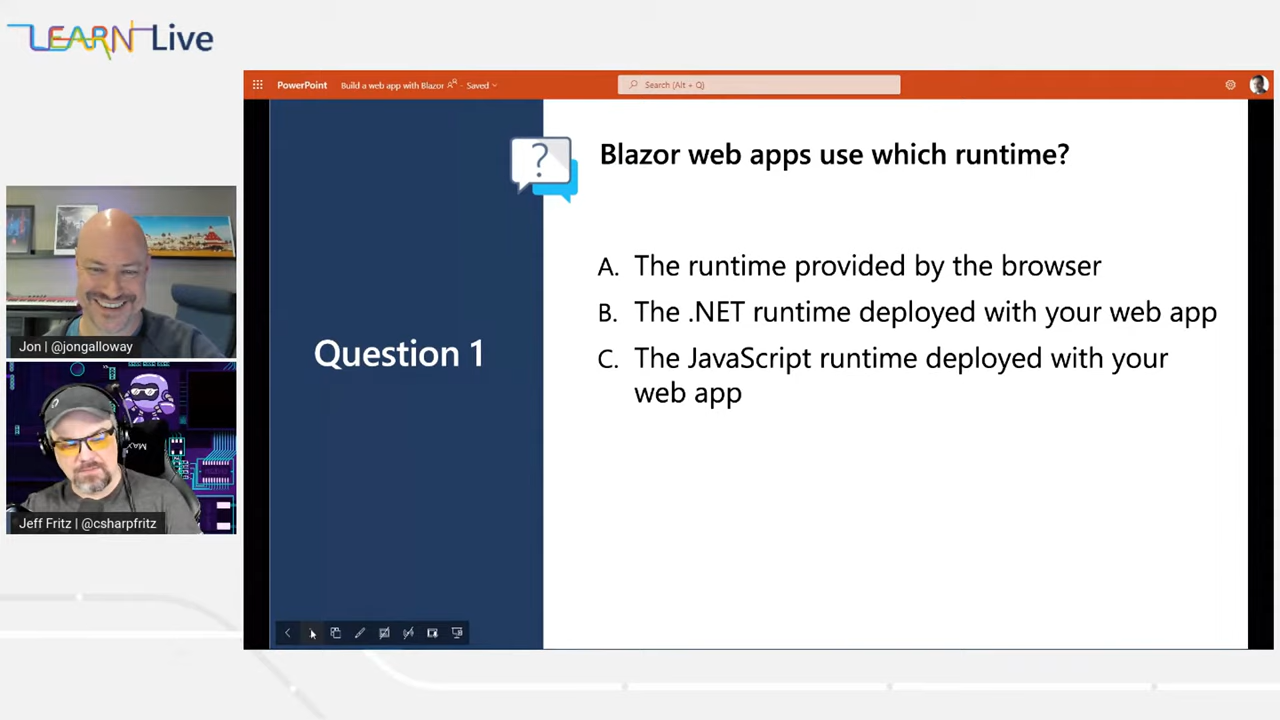 LEARN Live
PowerPoint Build a web app with Blazor - Saved
Search (Alt + Q)
Blazor web apps use which runtime?
A. The runtime provided by the browser
B. The .NET runtime deployed with your web app
C. The JavaScript runtime deployed with your
web app
Question 1
Jon | @jongalloway
Jeff Fritz | @csharpfritz